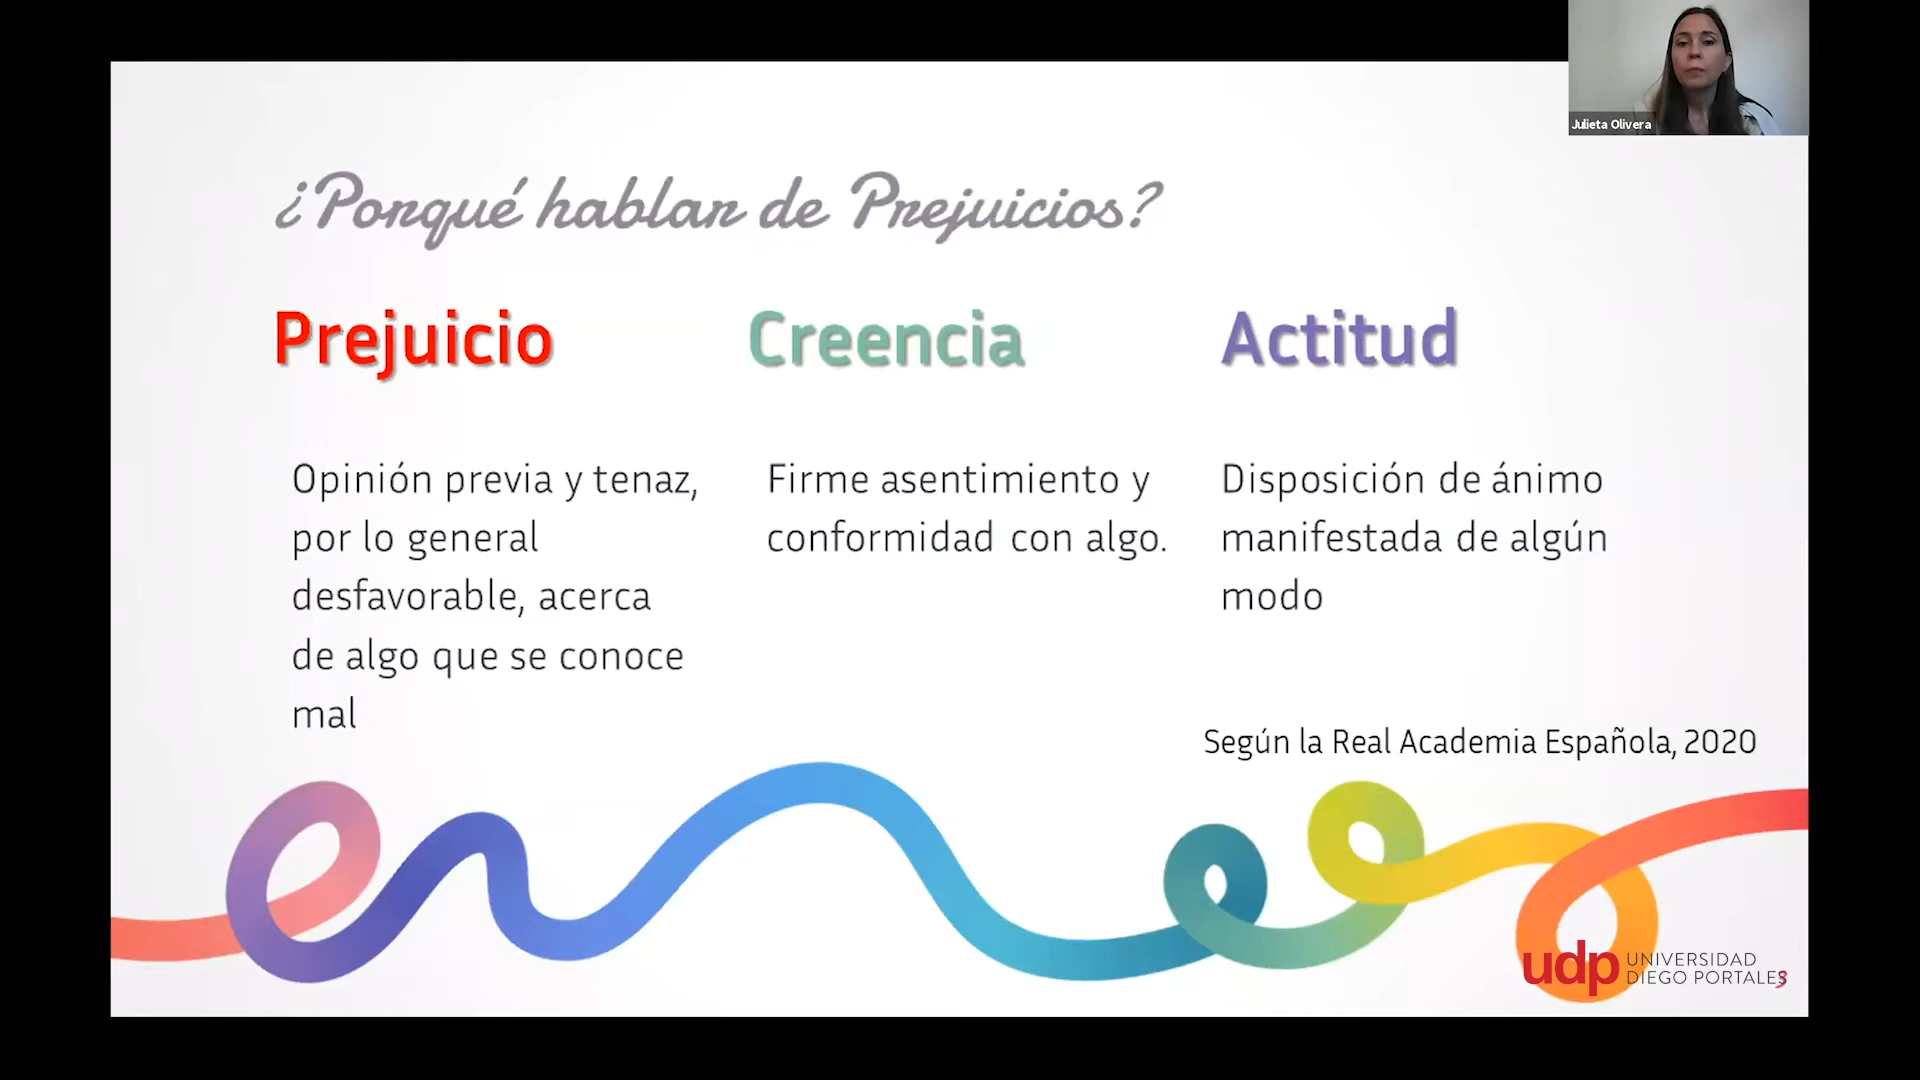 Julieta Olivera
¿Porqué hablar de Prejuicios?
Prejuicio
Opinión previa y tenaz,
por lo general
desfavorable, acerca
de algo que se conoce
mal
Creencia
Firme asentimiento y
conformidad con algo.
Actitud
Disposición de ánimo
manifestada de algún
modo
Según la Real Academia Española, 2020
udp
UNIVERSIDAD
DIEGO PORTALES
3